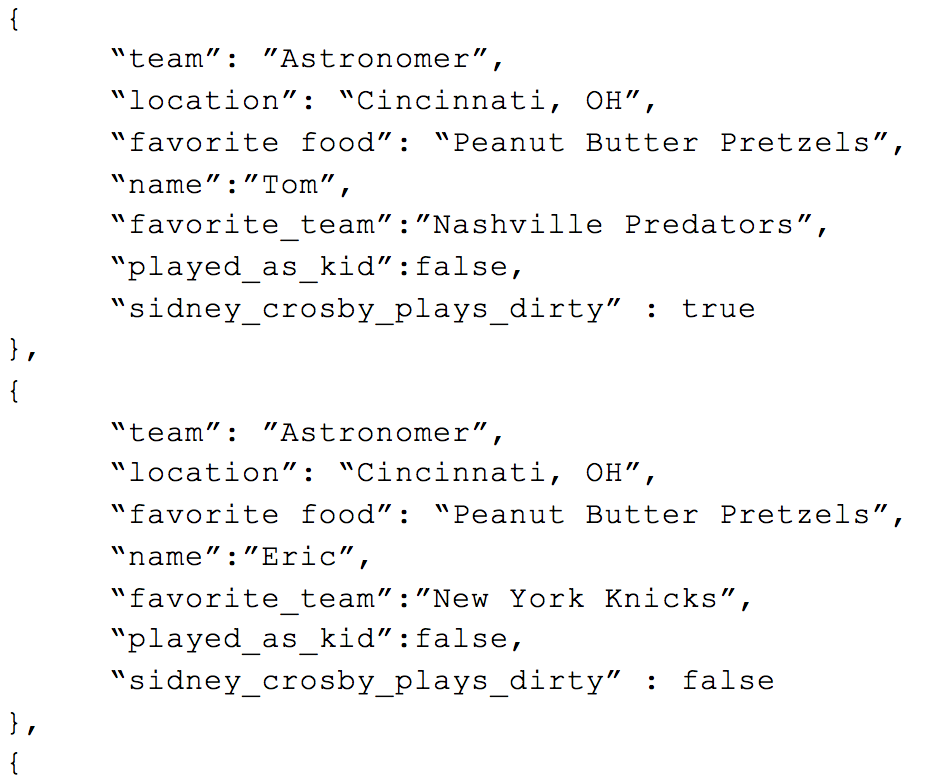 {
“team”: ”Astronomer”,
“location”: “Cincinnati, OH”,
“favorite food”: “Peanut Butter Pretzels”,
“name”:”Tom”,
“favorite_team”:”Nashville Predators”,
“played_as_kid”:false,
“sidney_crosby_plays_dirty” : true
},
{
“team”: ”Astronomer”,
“location”: “Cincinnati, OH”,
“favorite food”: “Peanut Butter Pretzels”,
“name”:”Eric”,
“favorite_team”:”New York Knicks”,
“played_as_kid”:false,
“sidney_crosby_plays_dirty” : false
},
{